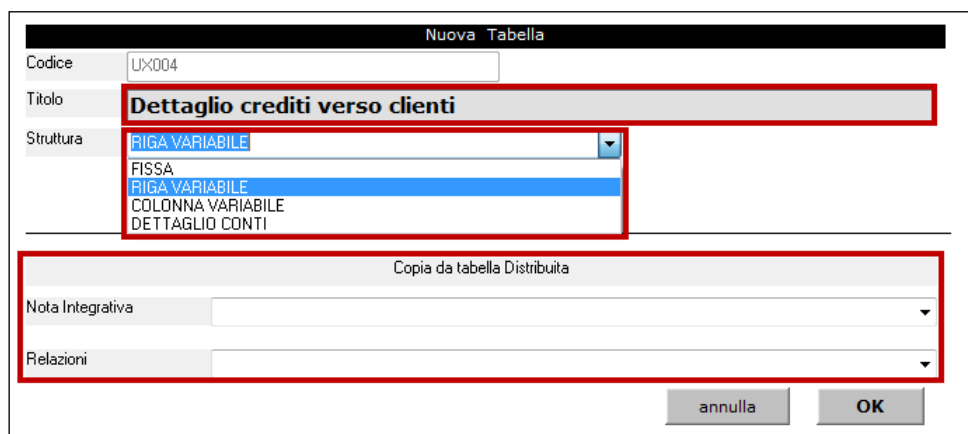 Nuova Tabella
Codice UX004
Titolo Dettaglio crediti verso clienti
Struttura RIGA VARIABILE
FISSA
RIGA VARIABILE
COLONNA VARIABILE
DETTAGLIO CONTI
Copia da tabella Distribuita
Nota Integrativa
Relazioni
annulla OK